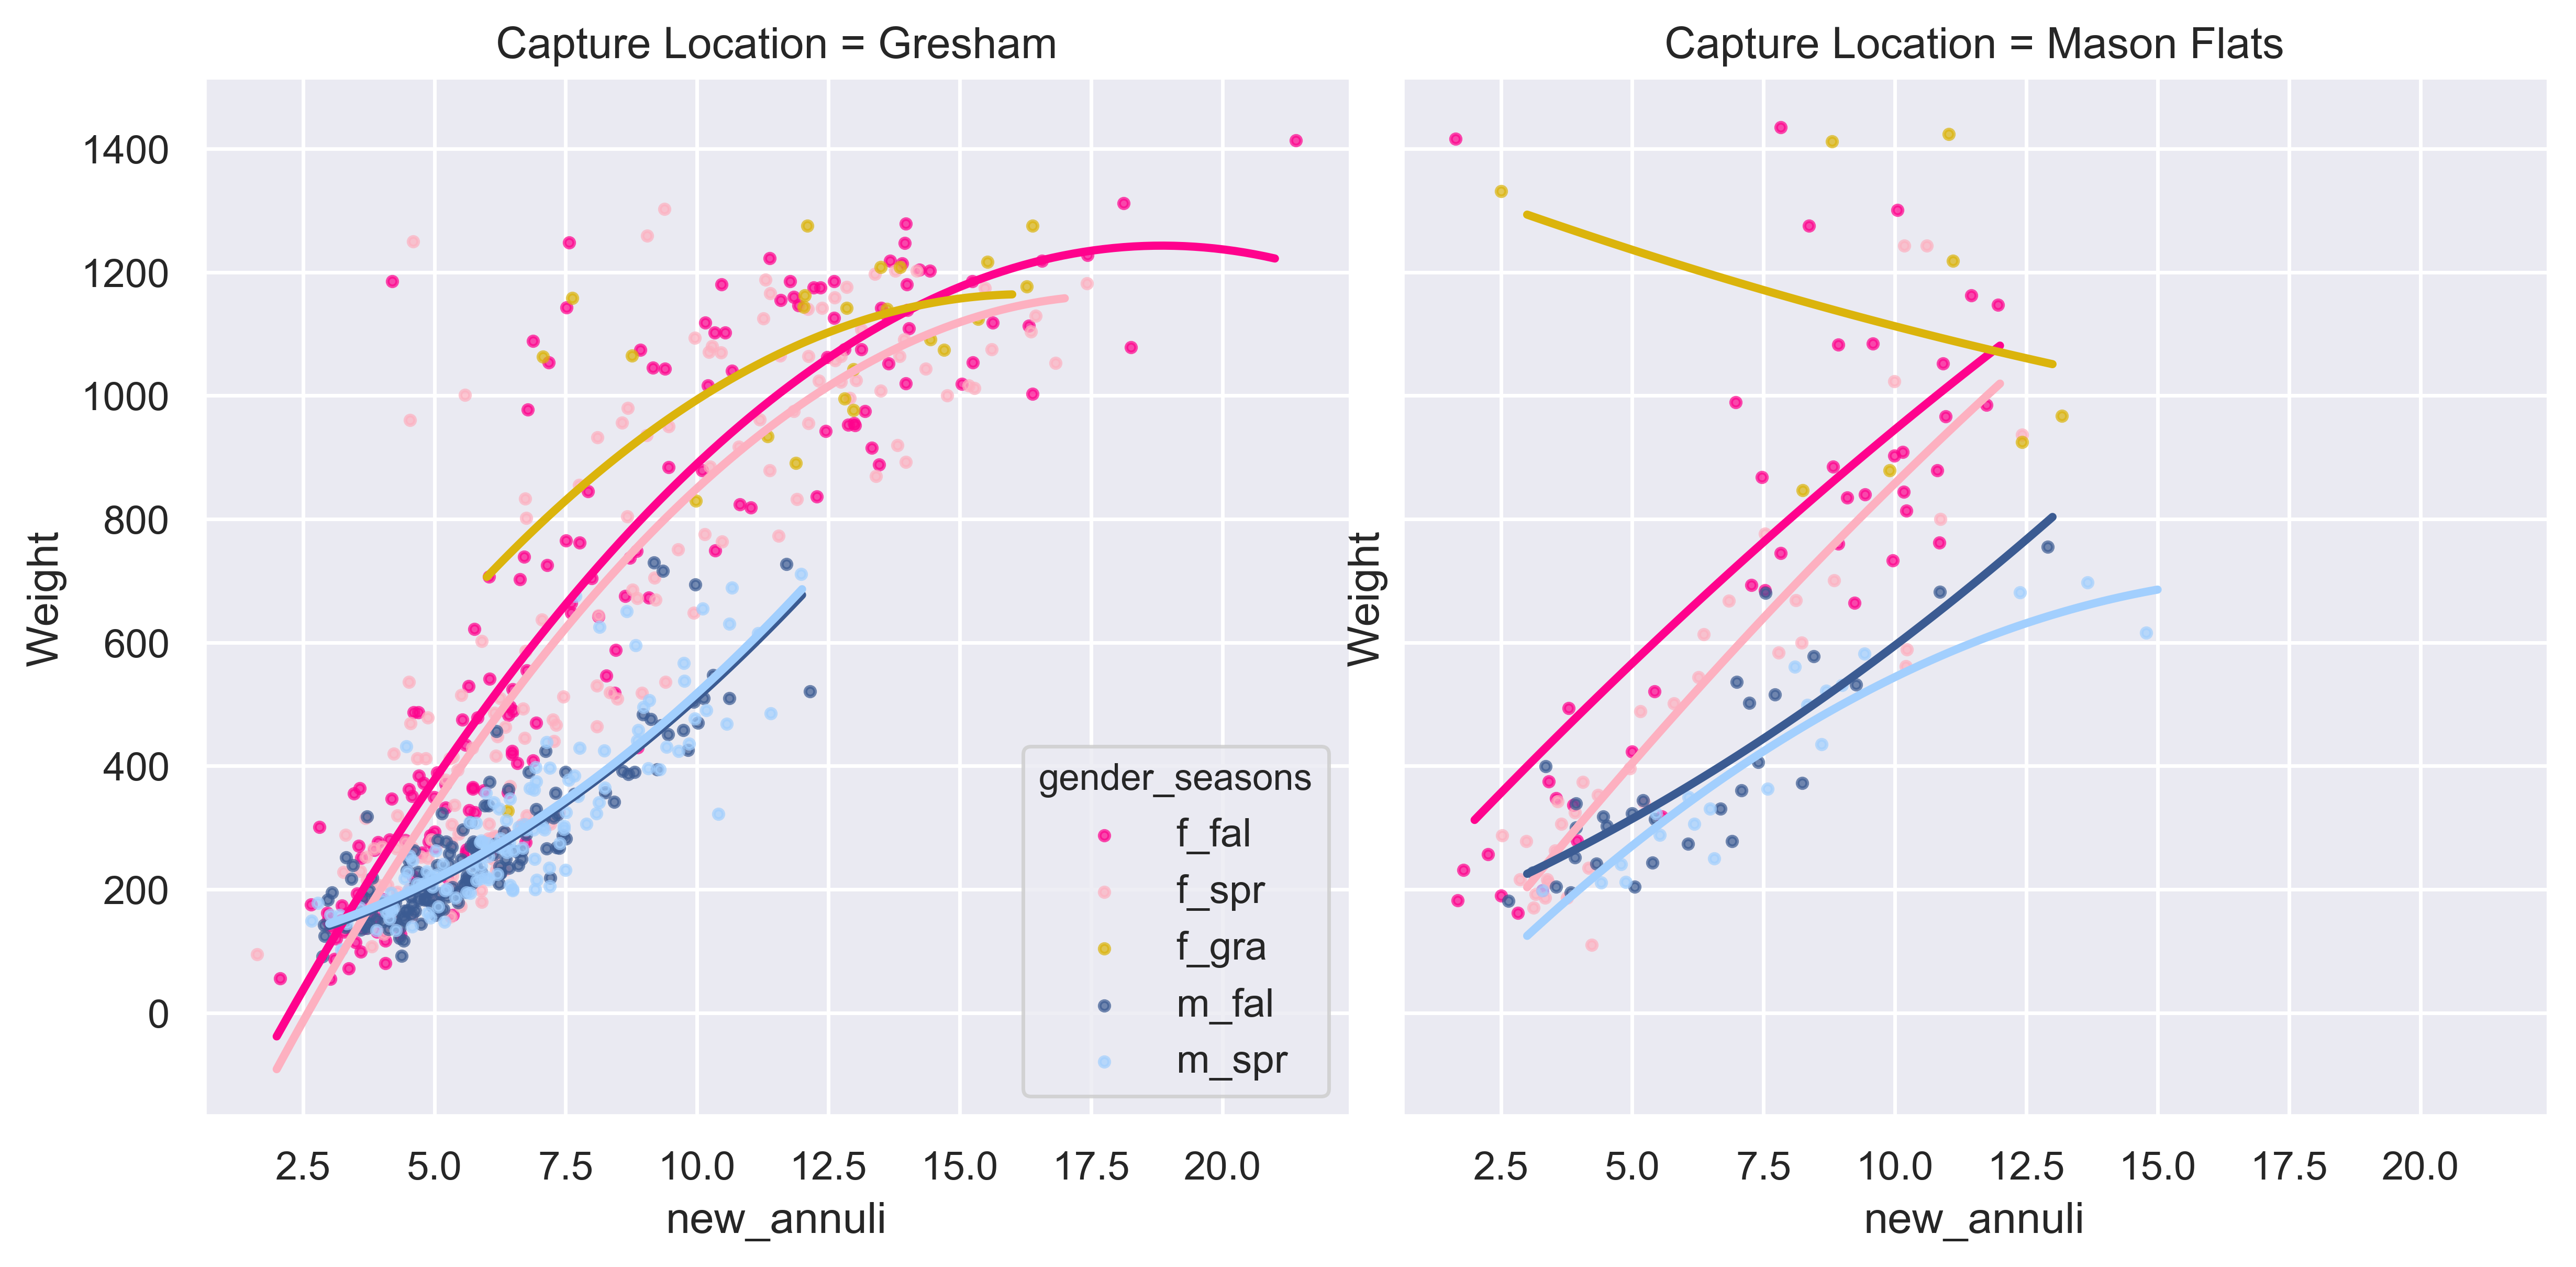 Capture Location = Gresham
Capture Location = Mason Flats
Weight
1400
1200
1000
800
600
400
200
0
Weight
gender_seasons
f_fal
f_spr
f_gra
m_fal
m_spr
2.5 5.0 7.5 10.0 12.5 15.0 17.5 20.0
2.5 5.0 7.5 10.0 12.5 15.0 17.5 20.0
new_annuli
new_annuli